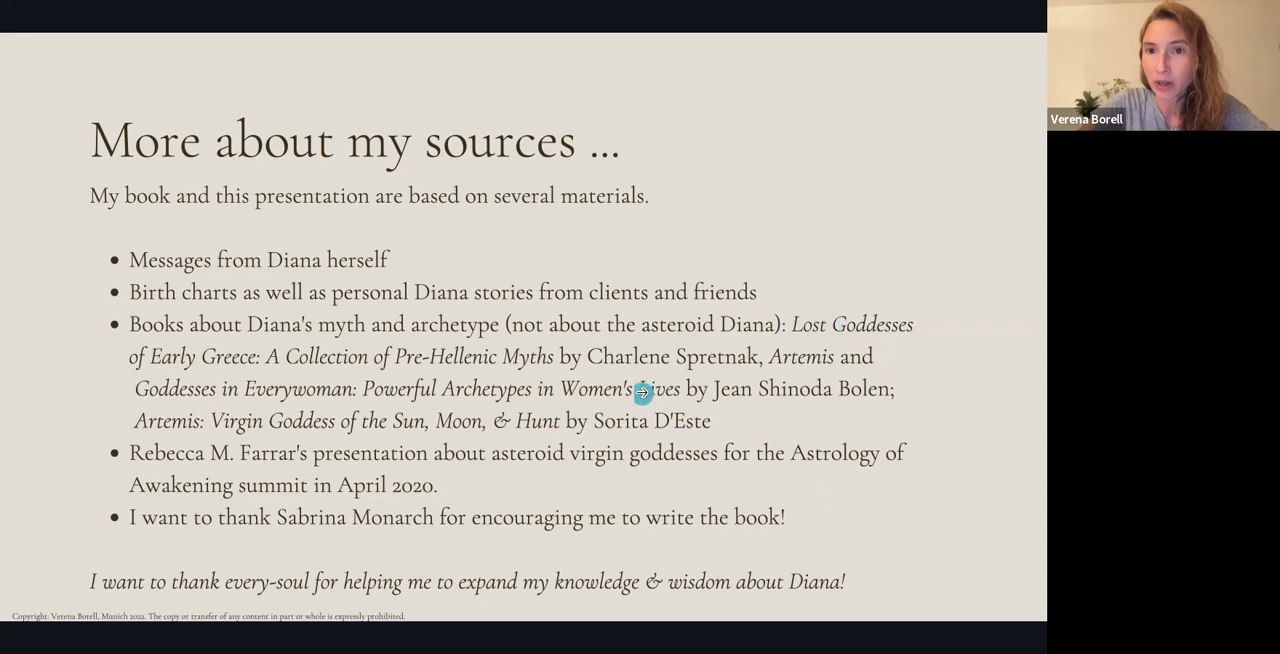 More about my sources ...
My book and this presentation are based on several materials.
• Messages from Diana herself
• Birth charts as well as personal Diana stories from clients and friends
• Books about Diana's myth and archetype (not about the asteroid Diana): Lost Goddesses
of Early Greece: A Collection of Pre-Hellenic Myths by Charlene Spretnak, Artemis and
Goddesses in Everywoman: Powerful Archetypes in Women's Lives by Jean Shinoda Bolen;
Artemis: Virgin Goddess of the Sun, Moon, & Hunt by Sorita D'Este
• Rebecca M. Farrar's presentation about asteroid virgin goddesses for the Astrology of
Awakening summit in April 2020.
• I want to thank Sabrina Monarch for encouraging me to write the book!
I want to thank every-soul for helping me to expand my knowledge & wisdom about Diana!
Copyright: Verena Borell, Munich 2022. The copy or transfer of any content in part or whole is expressly prohibited.
Verena Borell